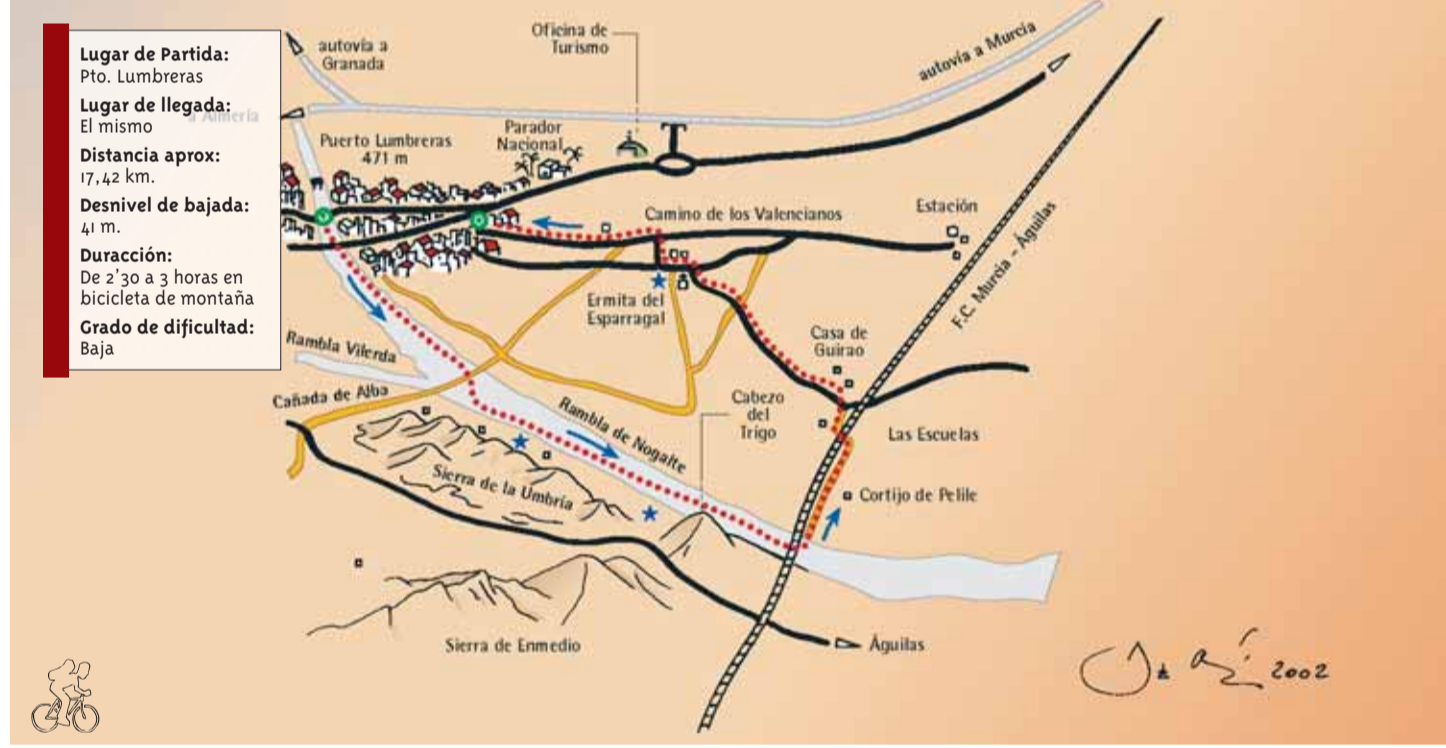 Lugar de Partida:
Pto. Lumbreras
Lugar de llegada:
El mismo
Distancia aprox:
17,42 km.
Desnivel de bajada:
41 m.
Duracción:
De 2'30 a 3 horas en
bicicleta de montaña
Grado de dificultad:
Baja
autovía a
Granada
a Almería
Oficina de
Turismo
autovía a Murcia
Puerto Lumbreras
471 m
Parador
Nacional
Camino de los Valencianos
Estación
F.C. Murcia - Águilas
Ermita del
Esparragal
Casa de
Guirao
Rambla Vilerda
Cañada de Alba
Rambla de Nogalte
Cabezo
del
Trigo
Las Escuelas
Sierra de la Umbría
Cortijo de Pelile
Sierra de Enmedio
Águilas
2002